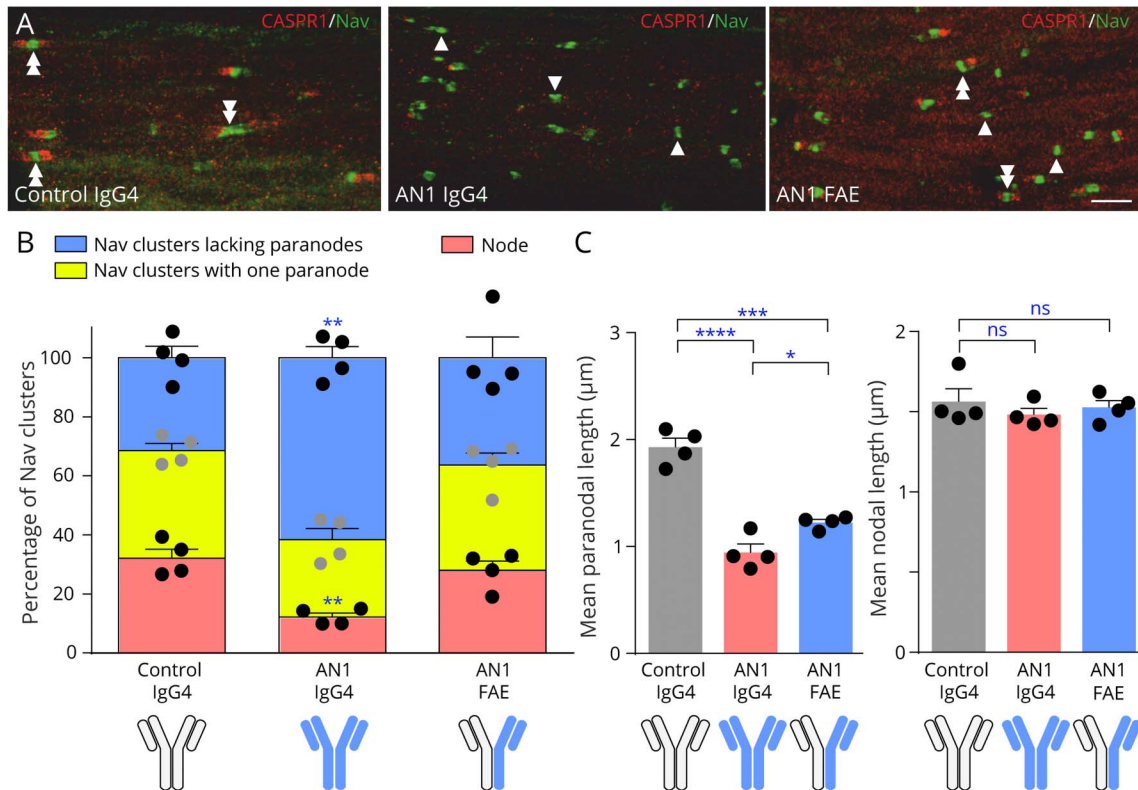 A
CASPR1/Nav
Control IgG4
CASPR1/Nav
AN1 IgG4
CASPR1/Nav
AN1 FAE
B
Nav clusters lacking paranodes
Nav clusters with one paranode
Node
Percentage of Nav clusters
100
80
60
40
20
0
**
**
Control
IgG4
AN1
IgG4
AN1
FAE
C
Mean paranodal length (µm)
3
2
1
0
***
****
*
Control
IgG4
AN1
IgG4
AN1
FAE
Mean nodal length (µm)
2
1
1
0
ns
ns
Control
IgG4
AN1
IgG4
AN1
FAE